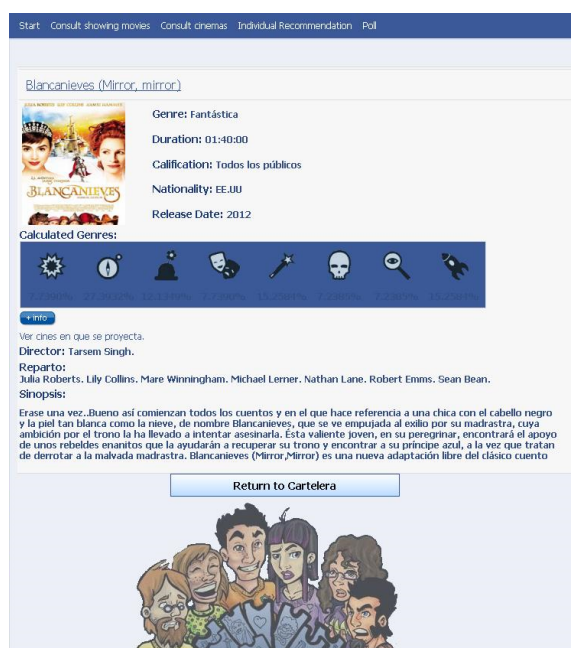 Start Consult showing movies Consult cinemas Individual Recommendation Poll
Blancanieves (Mirror, mirror)
JULIA ROBERTS LILY COLLINS ARMIE HAMMER
BLANCANIEVES
Genre: Fantástica
Duration: 01:40:00
Calification: Todos los públicos
Nationality: EE.UU
Release Date: 2012
Calculated Genres:
+info
Ver cines en que se proyecta.
Director: Tarsem Singh.
Reparto:
Julia Roberts. Lily Collins. Mare Winningham. Michael Lerner. Nathan Lane. Robert Emms. Sean Bean.
Sinopsis:
Erase una vez..Bueno así comienzan todos los cuentos y en el que hace referencia a una chica con el cabello negro
y la piel tan blanca como la nieve, de nombre Blancanieves, que se ve empujada al exilio por su madrastra, cuya
ambición por el trono la ha llevado a intentar asesinarla. Ésta valiente joven, en su peregrinar, encontrará el apoyo
de unos rebeldes enanitos que la ayudarán a recuperar su trono y encontrar a su príncipe azul, a la vez que tratan
de derrotar a la malvada madrastra. Blancanieves (Mirror,Mirror) es una nueva adaptación libre del clásico cuento
Return to Cartelera